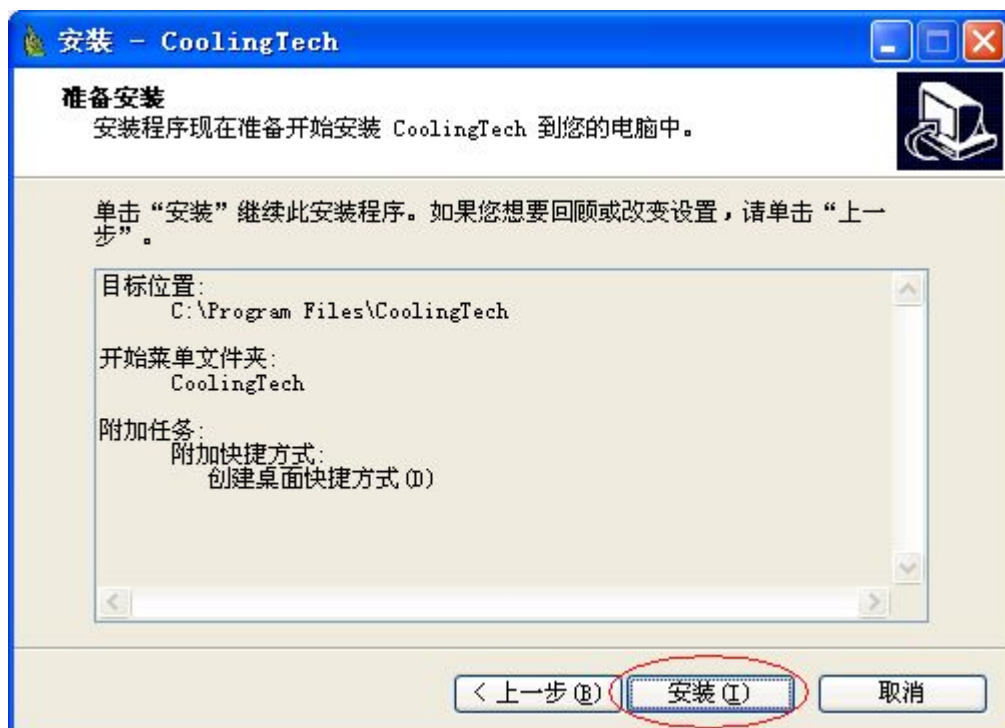 安装 - CoolingTech
准备安装
安装程序现在准备开始安装 CoolingTech 到您的电脑中。
单击“安装”继续此安装程序。如果您想要回顾或改变设置，请单击“上一
步”。
目标位置:
C:\Program Files\CoolingTech
开始菜单文件夹:
CoolingTech
附加任务:
附加快捷方式:
创建桌面快捷方式(D)
< 上一步(B)
安装(I)
取消